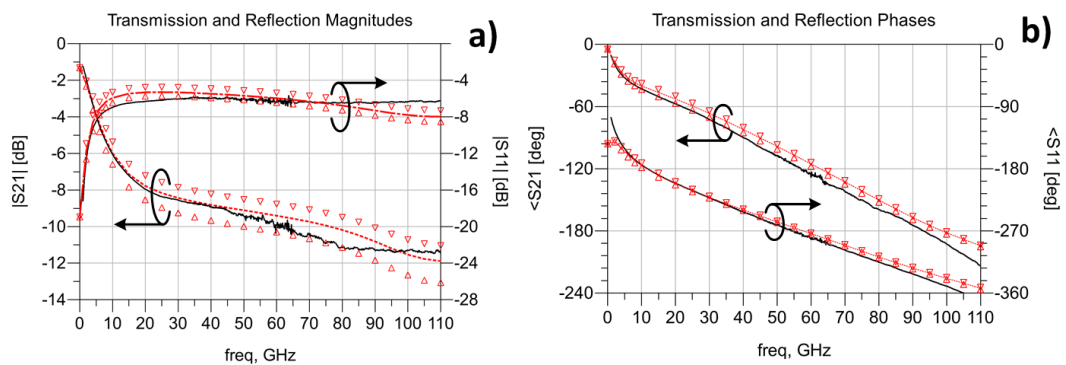 Transmission and Reflection Magnitudes
a)
0
-2
-4
-6
-8
-10
-12
-14
|S21| [dB]
-4
-8
-12
-16
-20
-24
-28
|S11| [dB]
0 10 20 30 40 50 60 70 80 90 100 110
freq, GHz
Transmission and Reflection Phases
b)
0
-60
-120
-180
-240
<S21 [deg]
-0
-90
-180
-270
-360
<S11 [deg]
0 10 20 30 40 50 60 70 80 90 100 110
freq, GHz